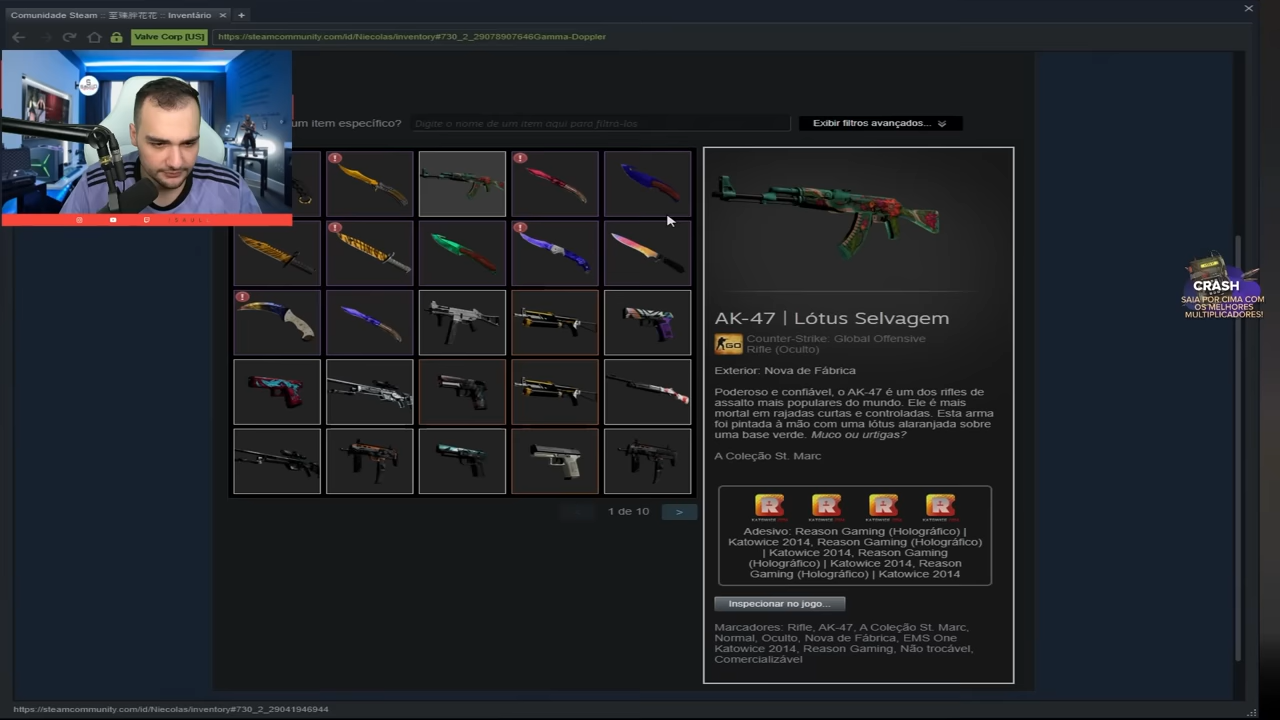 Comunidade Steam :: 至臻胖花花 :: Inventário
Valve Corp [US]
https://steamcommunity.com/id/Niecolas/inventory#730_2_29078907646Gamma-Doppler
um item específico?
Digite o nome de um item aqui para filtrá-los
Exibir filtros avançados...
AK-47 | Lótus Selvagem
Counter-Strike: Global Offensive
Rifle (Oculto)
Exterior: Nova de Fábrica
Poderoso e confiável, o AK-47 é um dos rifles de
assalto mais populares do mundo. Ele é mais
mortal em rajadas curtas e controladas. Esta arma
foi pintada à mão com uma lótus alaranjada sobre
uma base verde. Muco ou urtigas?
A Coleção St. Marc
Adesivo: Reason Gaming (Holográfico) |
Katowice 2014, Reason Gaming (Holográfico)
| Katowice 2014, Reason Gaming
(Holográfico) | Katowice 2014, Reason
Gaming (Holográfico) | Katowice 2014
Inspecionar no jogo...
Marcadores: Rifle, AK-47, A Coleção St. Marc,
Normal, Oculto, Nova de Fábrica, EMS One
Katowice 2014, Reason Gaming, Não trocável,
Comercializável
1 de 10
>
CRASH
SAIA POR CIMA COM
OS MELHORES
MULTIPLICADORES!
https://steamcommunity.com/id/Niecolas/inventory#730_2_29041946944